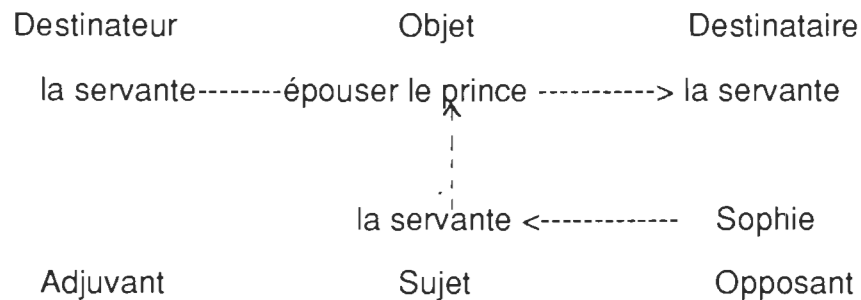 Destinateur Objet Destinataire
la servante--------épouser le prince -----------> la servante
la servante <------------ Sophie
Adjuvant Sujet Opposant